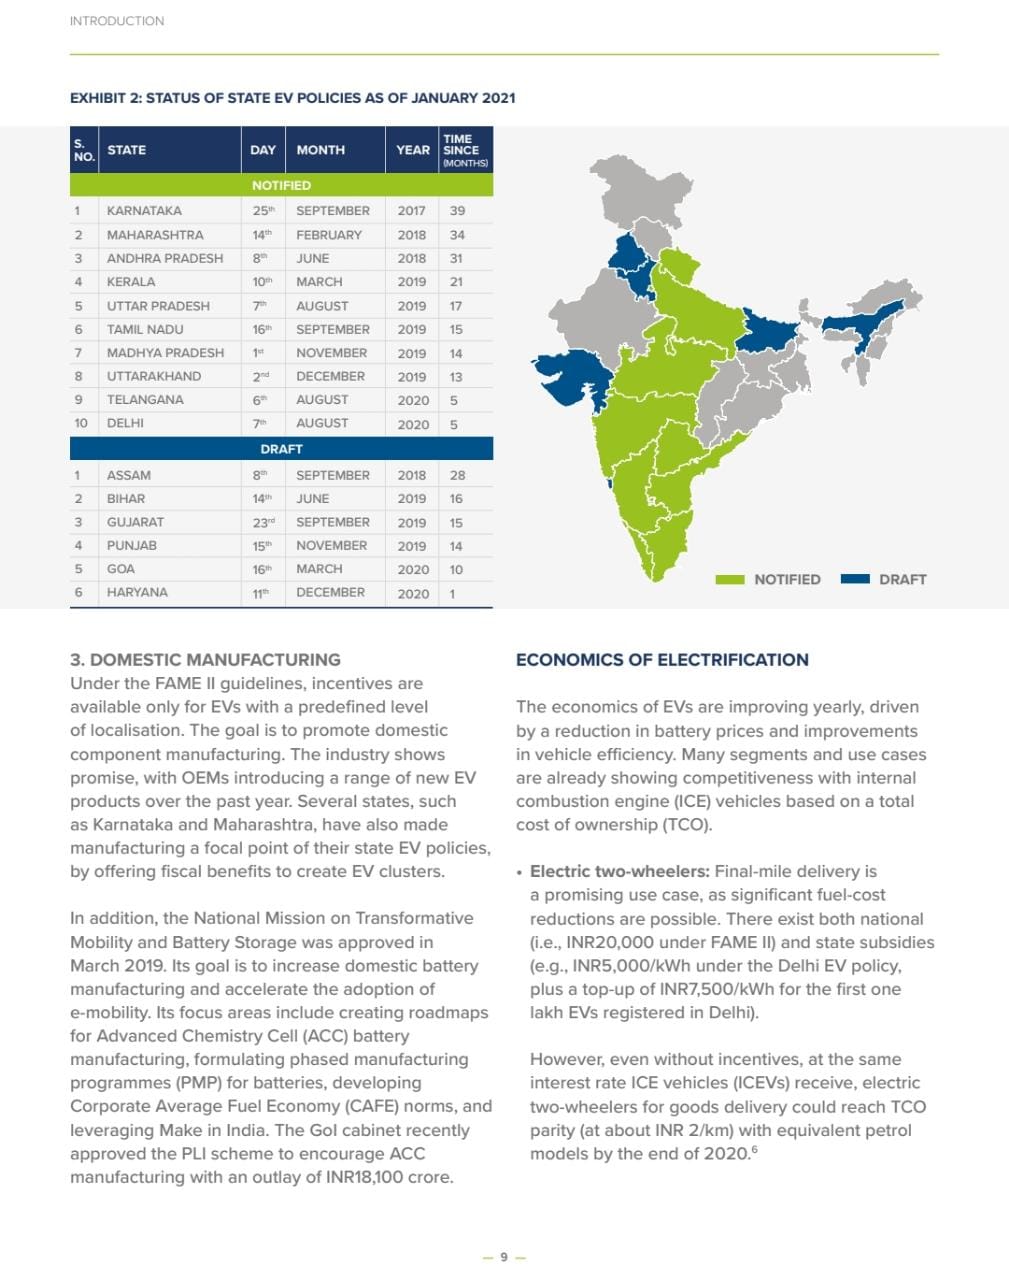 INTRODUCTION
EXHIBIT 2: STATUS OF STATE EV POLICIES AS OF JANUARY 2021
S. NO. STATE DAY MONTH YEAR TIME SINCE (MONTHS)
NOTIFIED
1 KARNATAKA 25th SEPTEMBER 2017 39
2 MAHARASHTRA 14th FEBRUARY 2018 34
3 ANDHRA PRADESH 8th JUNE 2018 31
4 KERALA 10th MARCH 2019 21
5 UTTAR PRADESH 7th AUGUST 2019 17
6 TAMIL NADU 16th SEPTEMBER 2019 15
7 MADHYA PRADESH 1st NOVEMBER 2019 14
8 UTTARAKHAND 2nd DECEMBER 2019 13
9 TELANGANA 6th AUGUST 2020 5
10 DELHI 7th AUGUST 2020 5
DRAFT
1 ASSAM 8th SEPTEMBER 2018 28
2 BIHAR 14th JUNE 2019 16
3 GUJARAT 23rd SEPTEMBER 2019 15
4 PUNJAB 15th NOVEMBER 2019 14
5 GOA 16th MARCH 2020 10
6 HARYANA 11th DECEMBER 2020 1
NOTIFIED DRAFT
3. DOMESTIC MANUFACTURING
Under the FAME II guidelines, incentives are
available only for EVs with a predefined level
of localisation. The goal is to promote domestic
component manufacturing. The industry shows
promise, with OEMs introducing a range of new EV
products over the past year. Several states, such
as Karnataka and Maharashtra, have also made
manufacturing a focal point of their state EV policies,
by offering fiscal benefits to create EV clusters.
In addition, the National Mission on Transformative
Mobility and Battery Storage was approved in
March 2019. Its goal is to increase domestic battery
manufacturing and accelerate the adoption of
e-mobility. Its focus areas include creating roadmaps
for Advanced Chemistry Cell (ACC) battery
manufacturing, formulating phased manufacturing
programmes (PMP) for batteries, developing
Corporate Average Fuel Economy (CAFE) norms, and
leveraging Make in India. The GoI cabinet recently
approved the PLI scheme to encourage ACC
manufacturing with an outlay of INR18,100 crore.
ECONOMICS OF ELECTRIFICATION
The economics of EVs are improving yearly, driven
by a reduction in battery prices and improvements
in vehicle efficiency. Many segments and use cases
are already showing competitiveness with internal
combustion engine (ICE) vehicles based on a total
cost of ownership (TCO).
• Electric two-wheelers: Final-mile delivery is
a promising use case, as significant fuel-cost
reductions are possible. There exist both national
(i.e., INR20,000 under FAME II) and state subsidies
(e.g., INR5,000/kWh under the Delhi EV policy,
plus a top-up of INR7,500/kWh for the first one
lakh EVs registered in Delhi).
However, even without incentives, at the same
interest rate ICE vehicles (ICEVs) receive, electric
two-wheelers for goods delivery could reach TCO
parity (at about INR 2/km) with equivalent petrol
models by the end of 2020.6
— 9 —